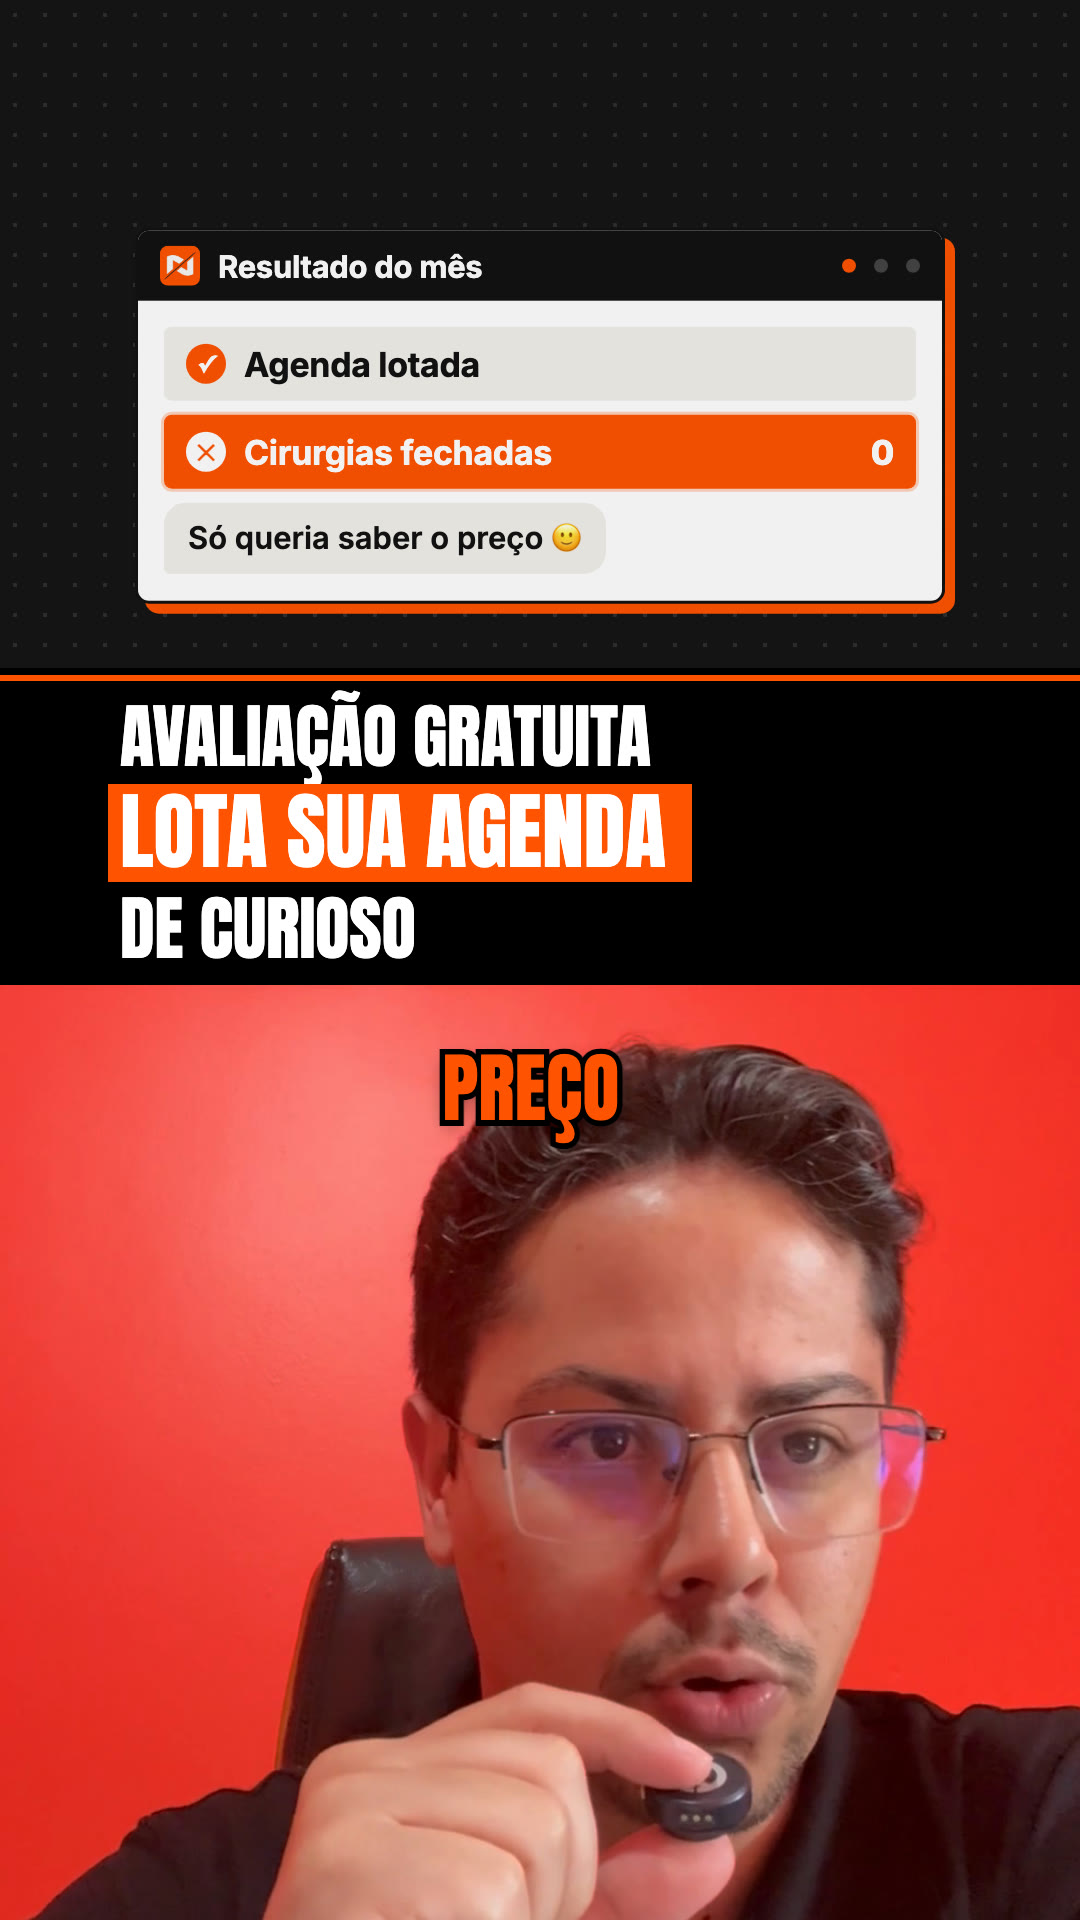 Resultado do mês
Agenda lotada
Cirurgias fechadas 0
Só queria saber o preço 🙂
AVALIAÇÃO GRATUITA
LOTA SUA AGENDA
DE CURIOSO
PREÇO